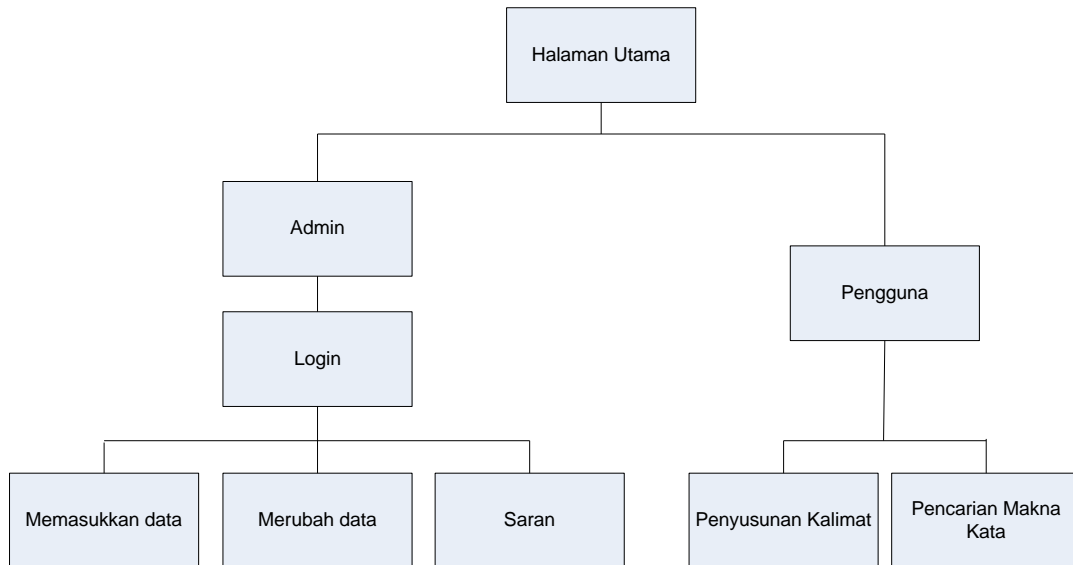 Halaman Utama
Admin
Pengguna
Login
Memasukkan data
Merubah data
Saran
Penyusunan Kalimat
Pencarian Makna
Kata